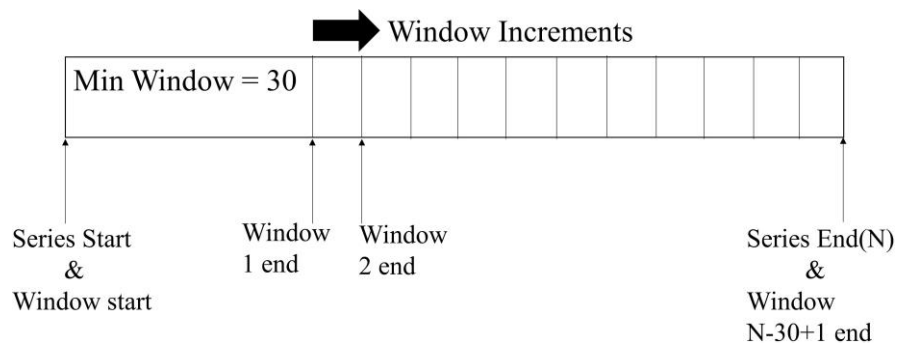 Window Increments
Min Window = 30
Series Start
&
Window start
Window
1 end
Window
2 end
Series End(N)
&
Window
N-30+1 end